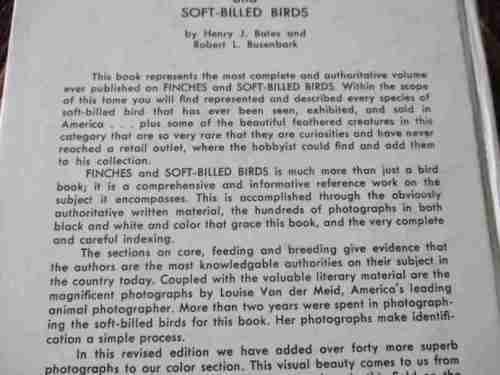 and
SOFT-BILLED BIRDS
by Henry J. Bates and
Robert L. Busenbark
This book represents the most complete and authoritative volume
ever published on FINCHES and SOFT-BILLED BIRDS. Within the scope
of this tome you will find represented and described every species of
soft-billed bird that has ever been seen, exhibited, and sold in
America . . . plus some of the beautiful feathered creatures in this
category that are so very rare that they are curiosities and have never
reached a retail outlet, where the hobbyist could find and add them
to his collection.
FINCHES and SOFT-BILLED BIRDS is much more than just a bird
book; it is a comprehensive and informative reference work on the
subject it encompasses. This is accomplished through the obviously
authoritative written material, the hundreds of photographs in both
black and white and color that grace this book, and the very complete
and careful indexing.
The sections on care, feeding and breeding give evidence that
the authors are the most knowledgable authorities on their subject in
the country today. Coupled with the valuable literary material are the
magnificent photographs by Louise Van der Meid, America's leading
animal photographer. More than two years were spent in photograph-
ing the soft-billed birds for this book. Her photographs make identifi-
cation a simple process.
In this revised edition we have added over forty more superb
photographs to our color section. This visual beauty comes to us from